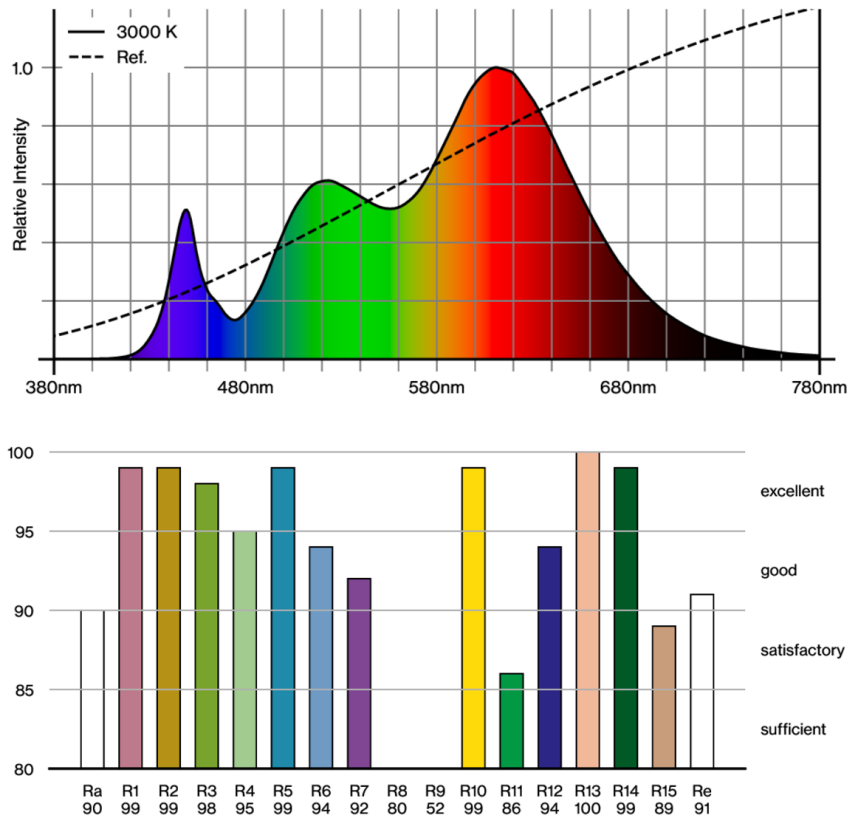 3000 K
Ref.
1.0
Relative Intensity
380nm 480nm 580nm 680nm 780nm
100
excellent
95
good
90
satisfactory
85
sufficient
80
Ra R1 R2 R3 R4 R5 R6 R7 R8 R9 R10 R11 R12 R13 R14 R15 Re
90 99 99 98 95 99 94 92 80 52 99 86 94 100 99 89 91